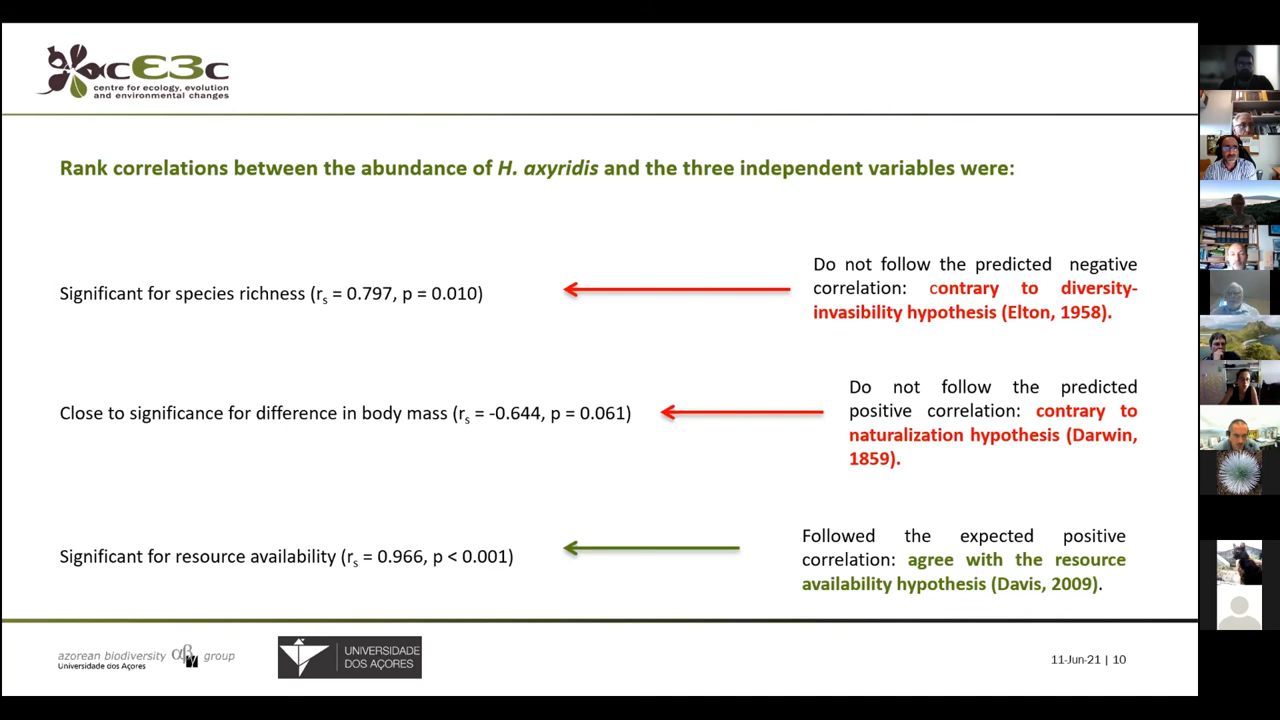 cE3c
centre for ecology, evolution
and environmental changes
Rank correlations between the abundance of H. axyridis and the three independent variables were:
Significant for species richness (rs = 0.797, p = 0.010)
Do not follow the predicted negative
correlation: contrary to diversity-
invasibility hypothesis (Elton, 1958).
Close to significance for difference in body mass (rs = -0.644, p = 0.061)
Do not follow the predicted
positive correlation: contrary to
naturalization hypothesis (Darwin,
1859).
Significant for resource availability (rs = 0.966, p < 0.001)
Followed the expected positive
correlation: agree with the resource
availability hypothesis (Davis, 2009).
azorean biodiversity αβ group
Universidade dos Açores
UNIVERSIDADE
DOS AÇORES
11-Jun-21 | 10